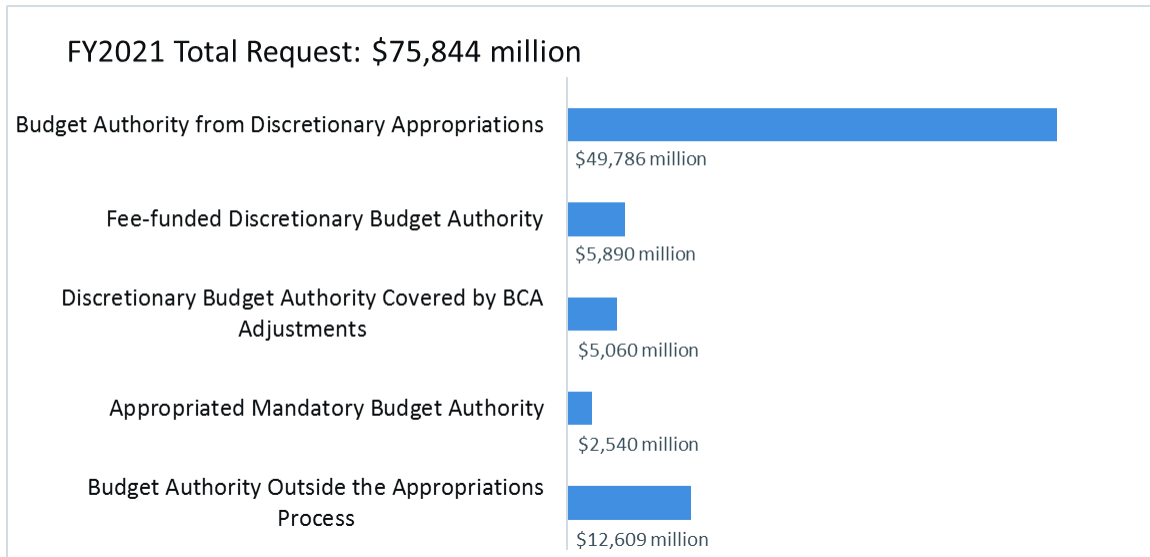 FY2021 Total Request: $75,844 million
Budget Authority from Discretionary Appropriations
$49,786 million
Fee-funded Discretionary Budget Authority
$5,890 million
Discretionary Budget Authority Covered by BCA
Adjustments
$5,060 million
Appropriated Mandatory Budget Authority
$2,540 million
Budget Authority Outside the Appropriations
Process
$12,609 million